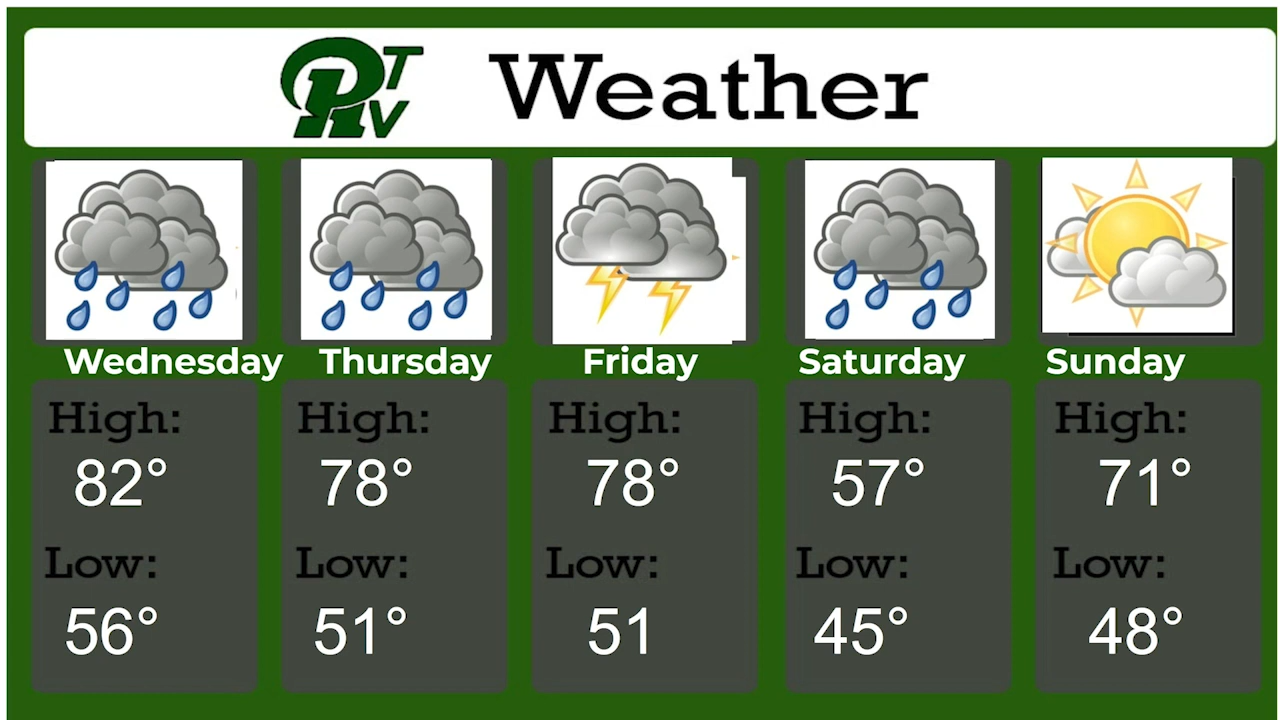 PTV Weather
Wednesday Thursday Friday Saturday Sunday
High: High: High: High: High:
82° 78° 78° 57° 71°
Low: Low: Low: Low: Low:
56° 51° 51 45° 48°